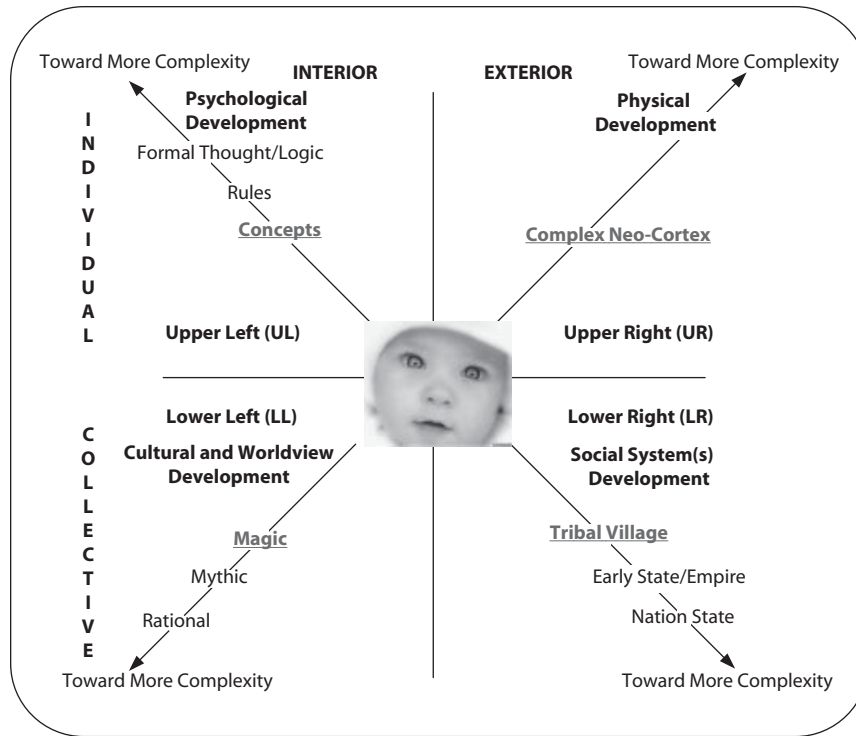 Toward More Complexity
INTERIOR
EXTERIOR
Toward More Complexity
INDIVIDUAL
Psychological
Development
Formal Thought/Logic
Rules
Concepts
Physical
Development
Complex Neo-Cortex
Upper Left (UL)
Upper Right (UR)
COLLECTIVE
Lower Left (LL)
Cultural and Worldview
Development
Magic
Mythic
Rational
Toward More Complexity
Lower Right (LR)
Social System(s)
Development
Tribal Village
Early State/Empire
Nation State
Toward More Complexity